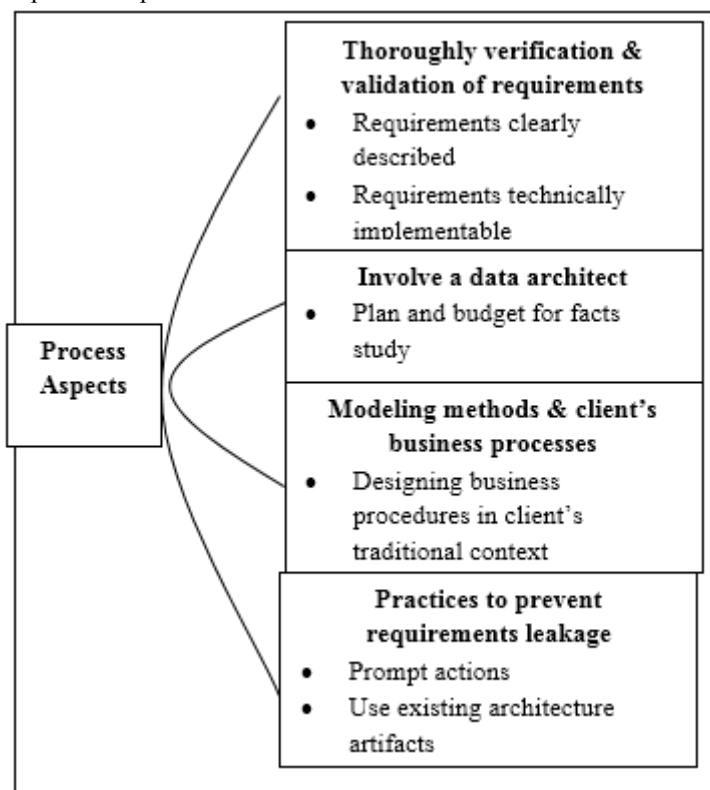 Thoroughly verification &
validation of requirements
• Requirements clearly
described
• Requirements technically
implementable
Involve a data architect
• Plan and budget for facts
study
Process
Aspects
Modeling methods & client's
business processes
• Designing business
procedures in client's
traditional context
Practices to prevent
requirements leakage
• Prompt actions
• Use existing architecture
artifacts